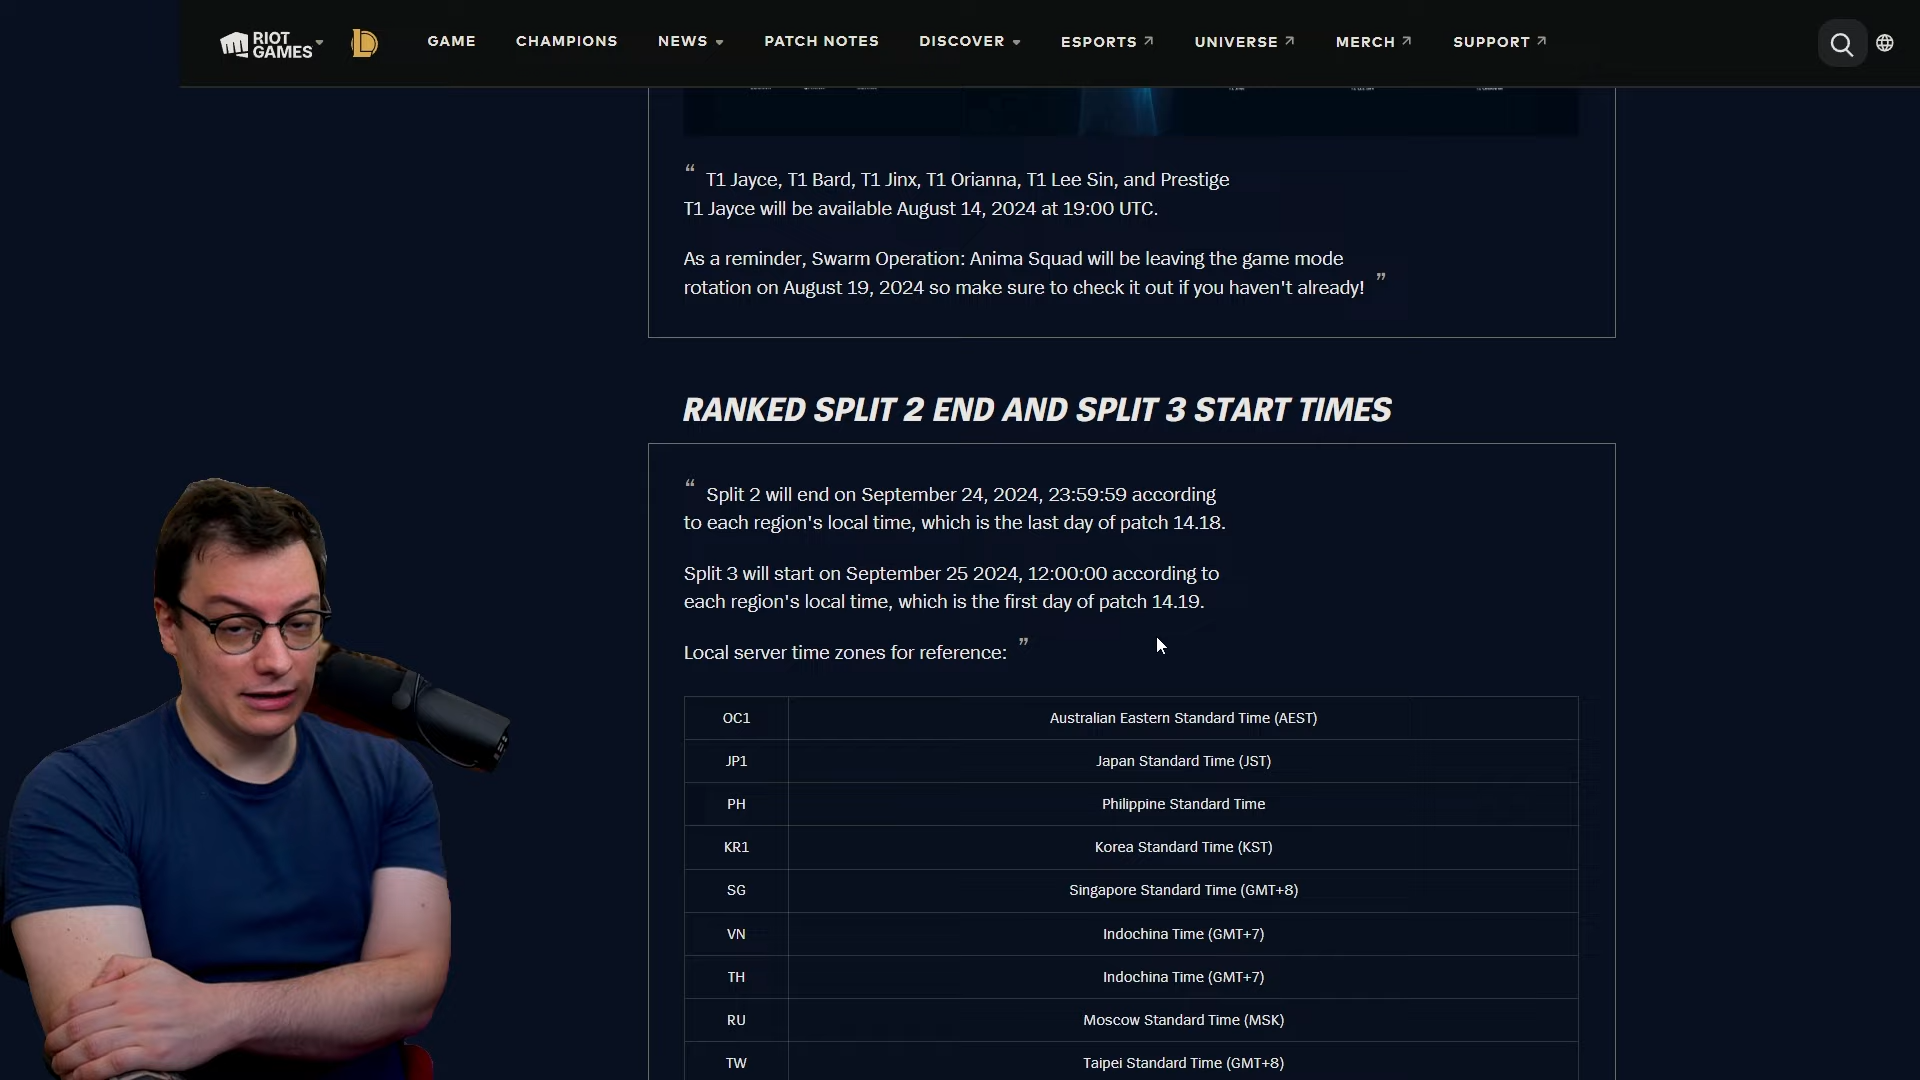 RIOT GAMES
GAME CHAMPIONS NEWS PATCH NOTES DISCOVER ESPORTS UNIVERSE MERCH SUPPORT
“ T1 Jayce, T1 Bard, T1 Jinx, T1 Orianna, T1 Lee Sin, and Prestige
T1 Jayce will be available August 14, 2024 at 19:00 UTC.
As a reminder, Swarm Operation: Anima Squad will be leaving the game mode
rotation on August 19, 2024 so make sure to check it out if you haven't already! ”
RANKED SPLIT 2 END AND SPLIT 3 START TIMES
“ Split 2 will end on September 24, 2024, 23:59:59 according
to each region's local time, which is the last day of patch 14.18.
Split 3 will start on September 25 2024, 12:00:00 according to
each region's local time, which is the first day of patch 14.19.
Local server time zones for reference: ”
OC1 Australian Eastern Standard Time (AEST)
JP1 Japan Standard Time (JST)
PH Philippine Standard Time
KR1 Korea Standard Time (KST)
SG Singapore Standard Time (GMT+8)
VN Indochina Time (GMT+7)
TH Indochina Time (GMT+7)
RU Moscow Standard Time (MSK)
TW Taipei Standard Time (GMT+8)